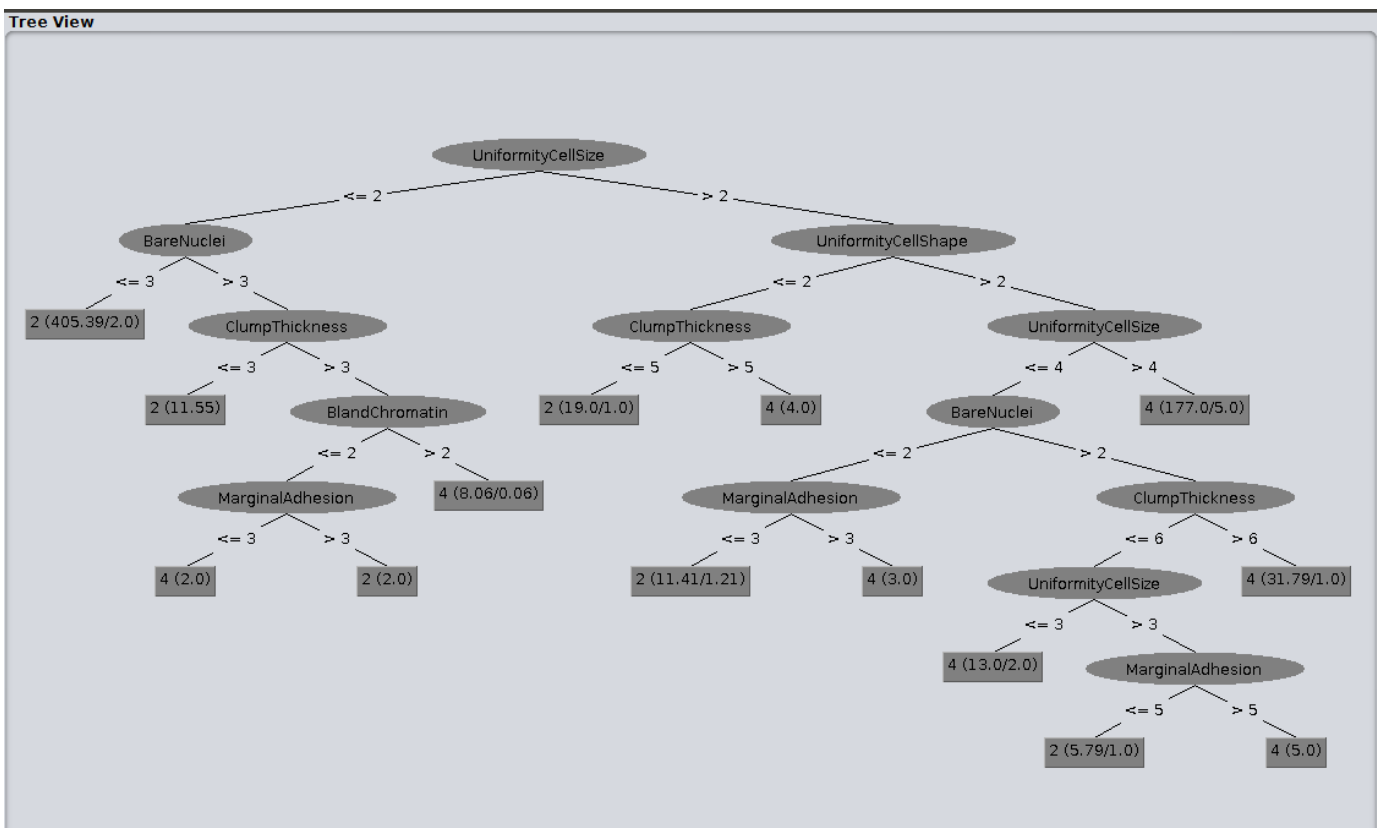 Tree View
UniformityCellSize
<= 2 > 2
BareNuclei UniformityCellShape
<= 3 > 3 <= 2 > 2
2 (405.39/2.0) ClumpThickness ClumpThickness UniformityCellSize
<= 3 > 3 <= 5 > 5 <= 4 > 4
2 (11.55) BlandChromatin 2 (19.0/1.0) 4 (4.0) BareNuclei 4 (177.0/5.0)
<= 2 > 2 <= 2 > 2
MarginalAdhesion 4 (8.06/0.06) MarginalAdhesion ClumpThickness
<= 3 > 3 <= 3 > 3 <= 6 > 6
4 (2.0) 2 (2.0) 2 (11.41/1.21) 4 (3.0) UniformityCellSize 4 (31.79/1.0)
<= 3 > 3
4 (13.0/2.0) MarginalAdhesion
<= 5 > 5
2 (5.79/1.0) 4 (5.0)